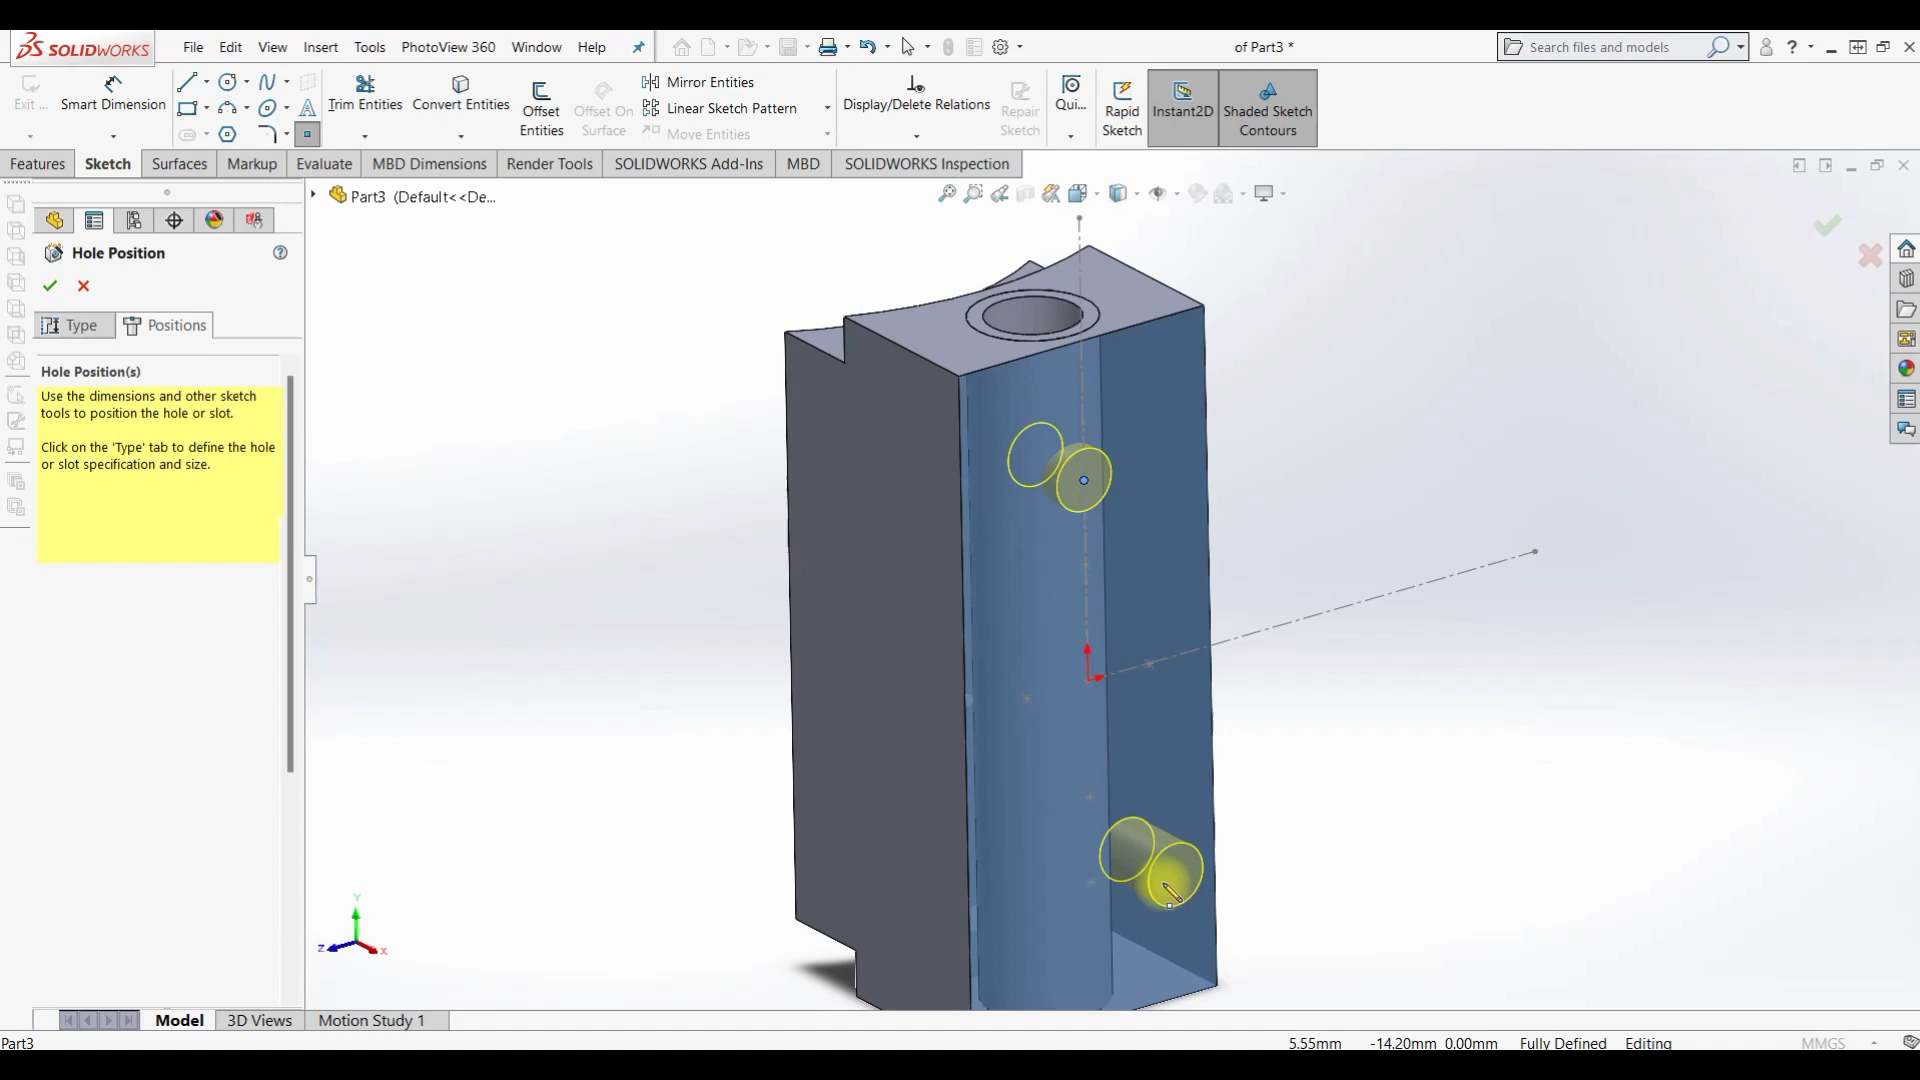 SOLIDWORKS File Edit View Insert Tools PhotoView 360 Window Help of Part3 * Search files and models ?
Exit ... Smart Dimension Trim Entities Convert Entities Offset Entities Offset On Surface Mirror Entities Linear Sketch Pattern Move Entities Display/Delete Relations Repair Sketch Qui... Rapid Sketch Instant2D Shaded Sketch Contours
Features Sketch Surfaces Markup Evaluate MBD Dimensions Render Tools SOLIDWORKS Add-Ins MBD SOLIDWORKS Inspection
Part3 (Default<<De...
Hole Position
Type Positions
Hole Position(s)
Use the dimensions and other sketch
tools to position the hole or slot.
Click on the 'Type' tab to define the hole
or slot specification and size.
Y
Z X
Model 3D Views Motion Study 1
Part3 5.55mm -14.20mm 0.00mm Fully Defined Editing MMGS